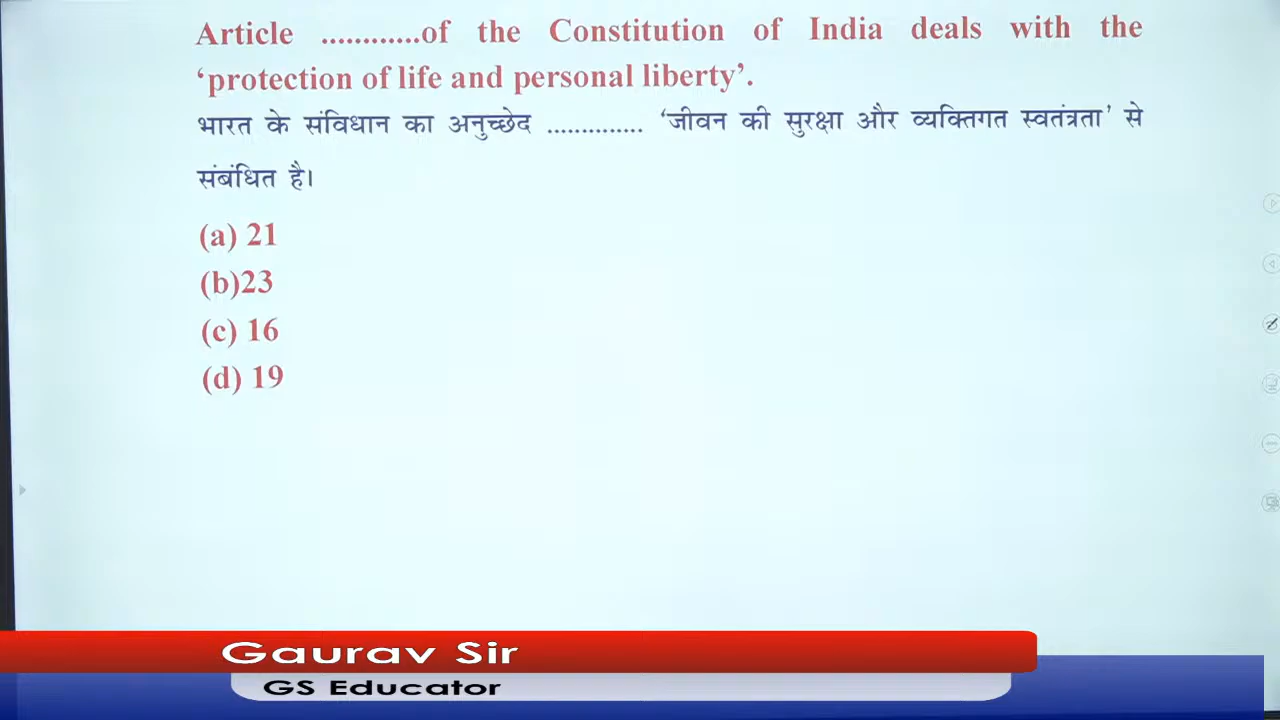 Article ............of the Constitution of India deals with the
‘protection of life and personal liberty’.
भारत के संविधान का अनुच्छेद .............. ‘जीवन की सुरक्षा और व्यक्तिगत स्वतंत्रता’ से
संबंधित है।
(a) 21
(b)23
(c) 16
(d) 19
Gaurav Sir
GS Educator